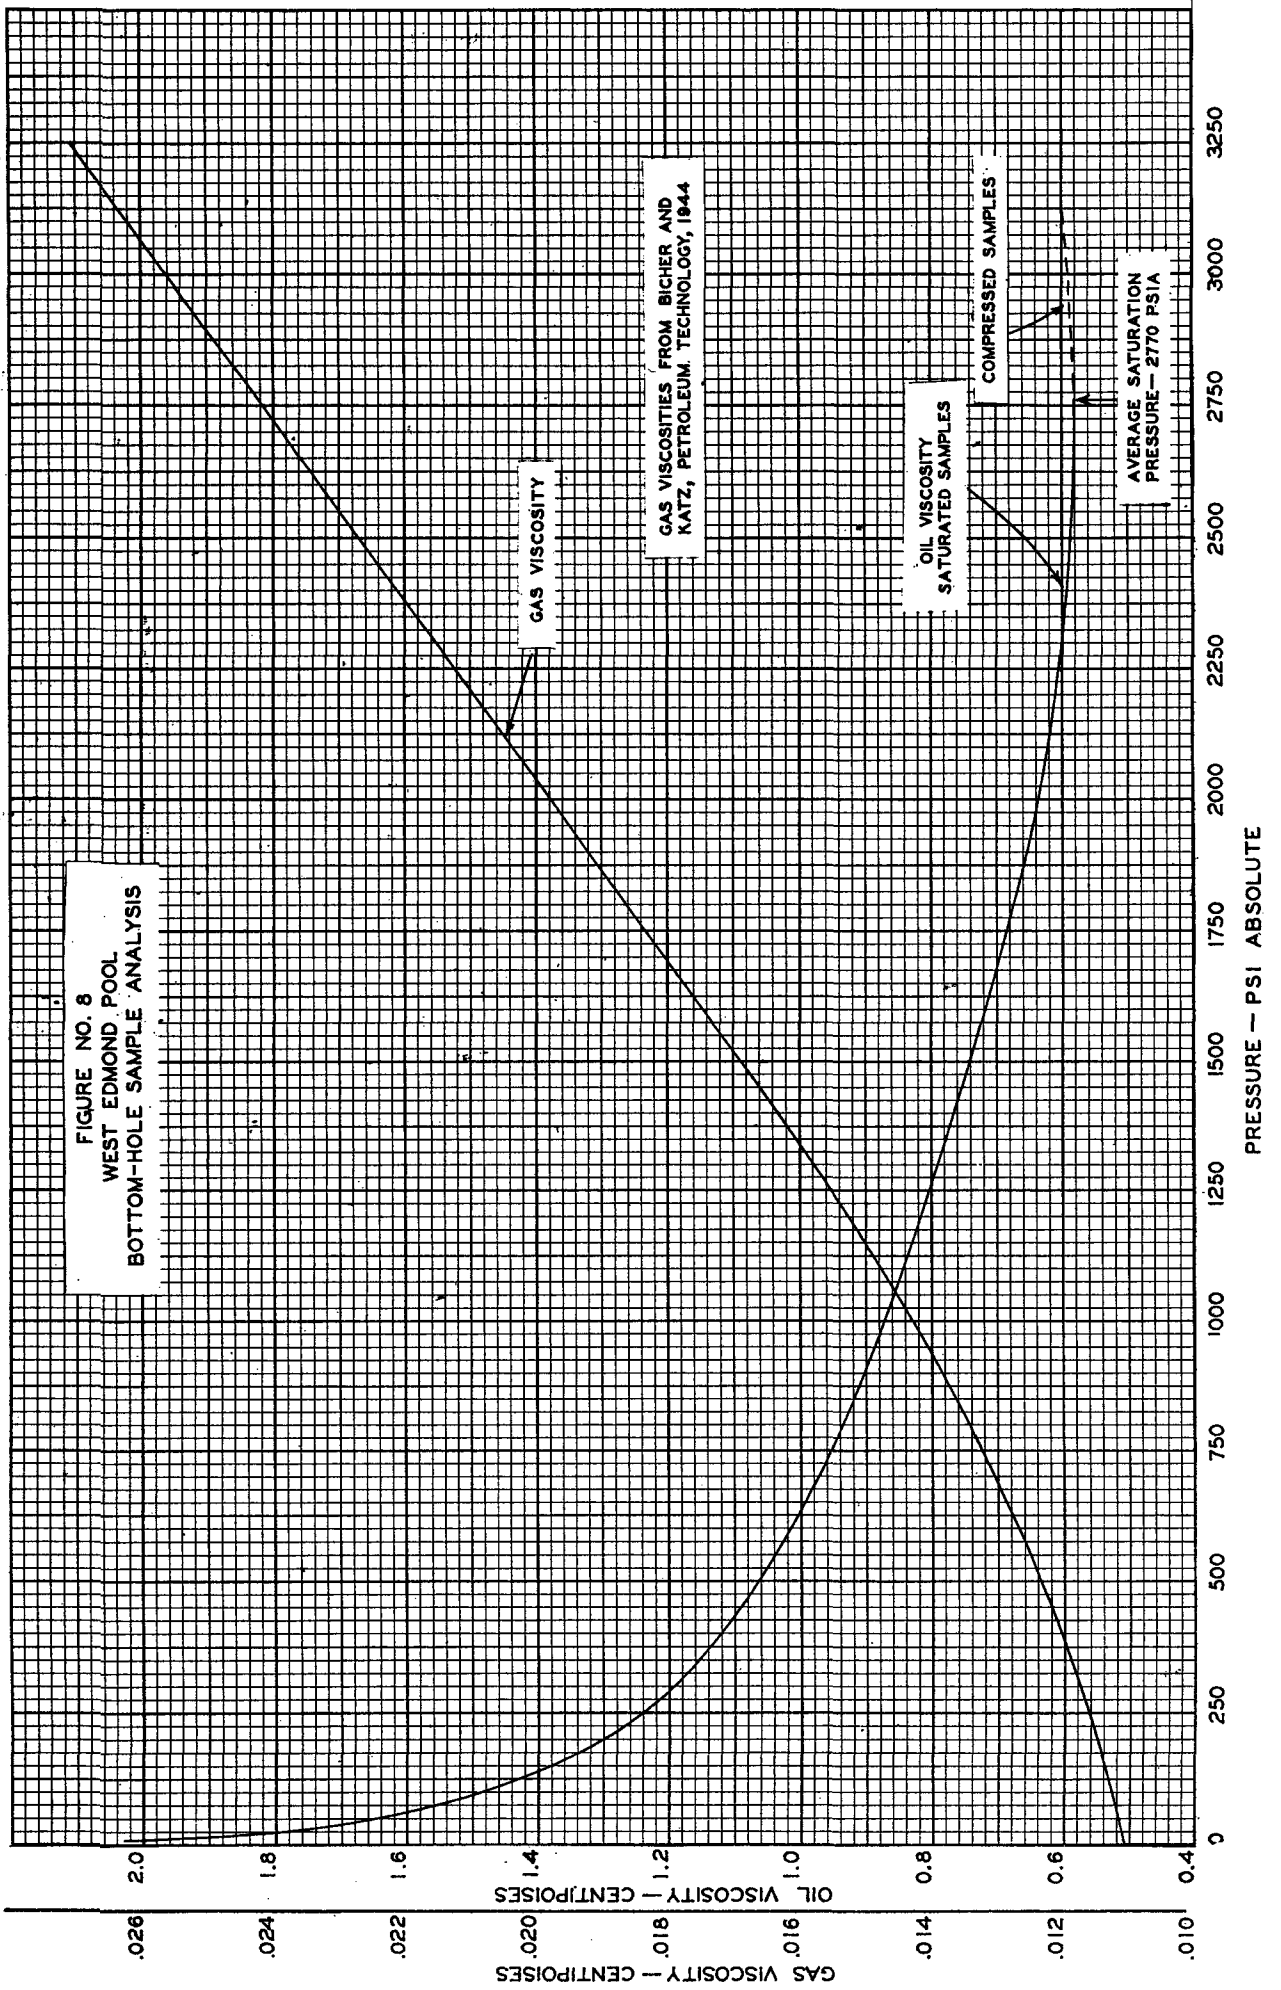 FIGURE NO. 8
WEST EDMOND POOL
BOTTOM-HOLE SAMPLE ANALYSIS
GAS VISCOSITY
GAS VISCOSITIES FROM BICHER AND
KATZ, PETROLEUM TECHNOLOGY, 1944
OIL VISCOSITY
SATURATED SAMPLES
COMPRESSED SAMPLES
AVERAGE SATURATION
PRESSURE—2770 PSIA
GAS VISCOSITY — CENTIPOISES
.026
.024
.022
.020
.018
.016
.014
.012
.010
OIL VISCOSITY — CENTIPOISES
2.0
1.8
1.6
1.4
1.2
1.0
0.8
0.6
0.4
0
250
500
750
1000
1250
1500
1750
2000
2250
2500
2750
3000
3250
PRESSURE — PSI ABSOLUTE